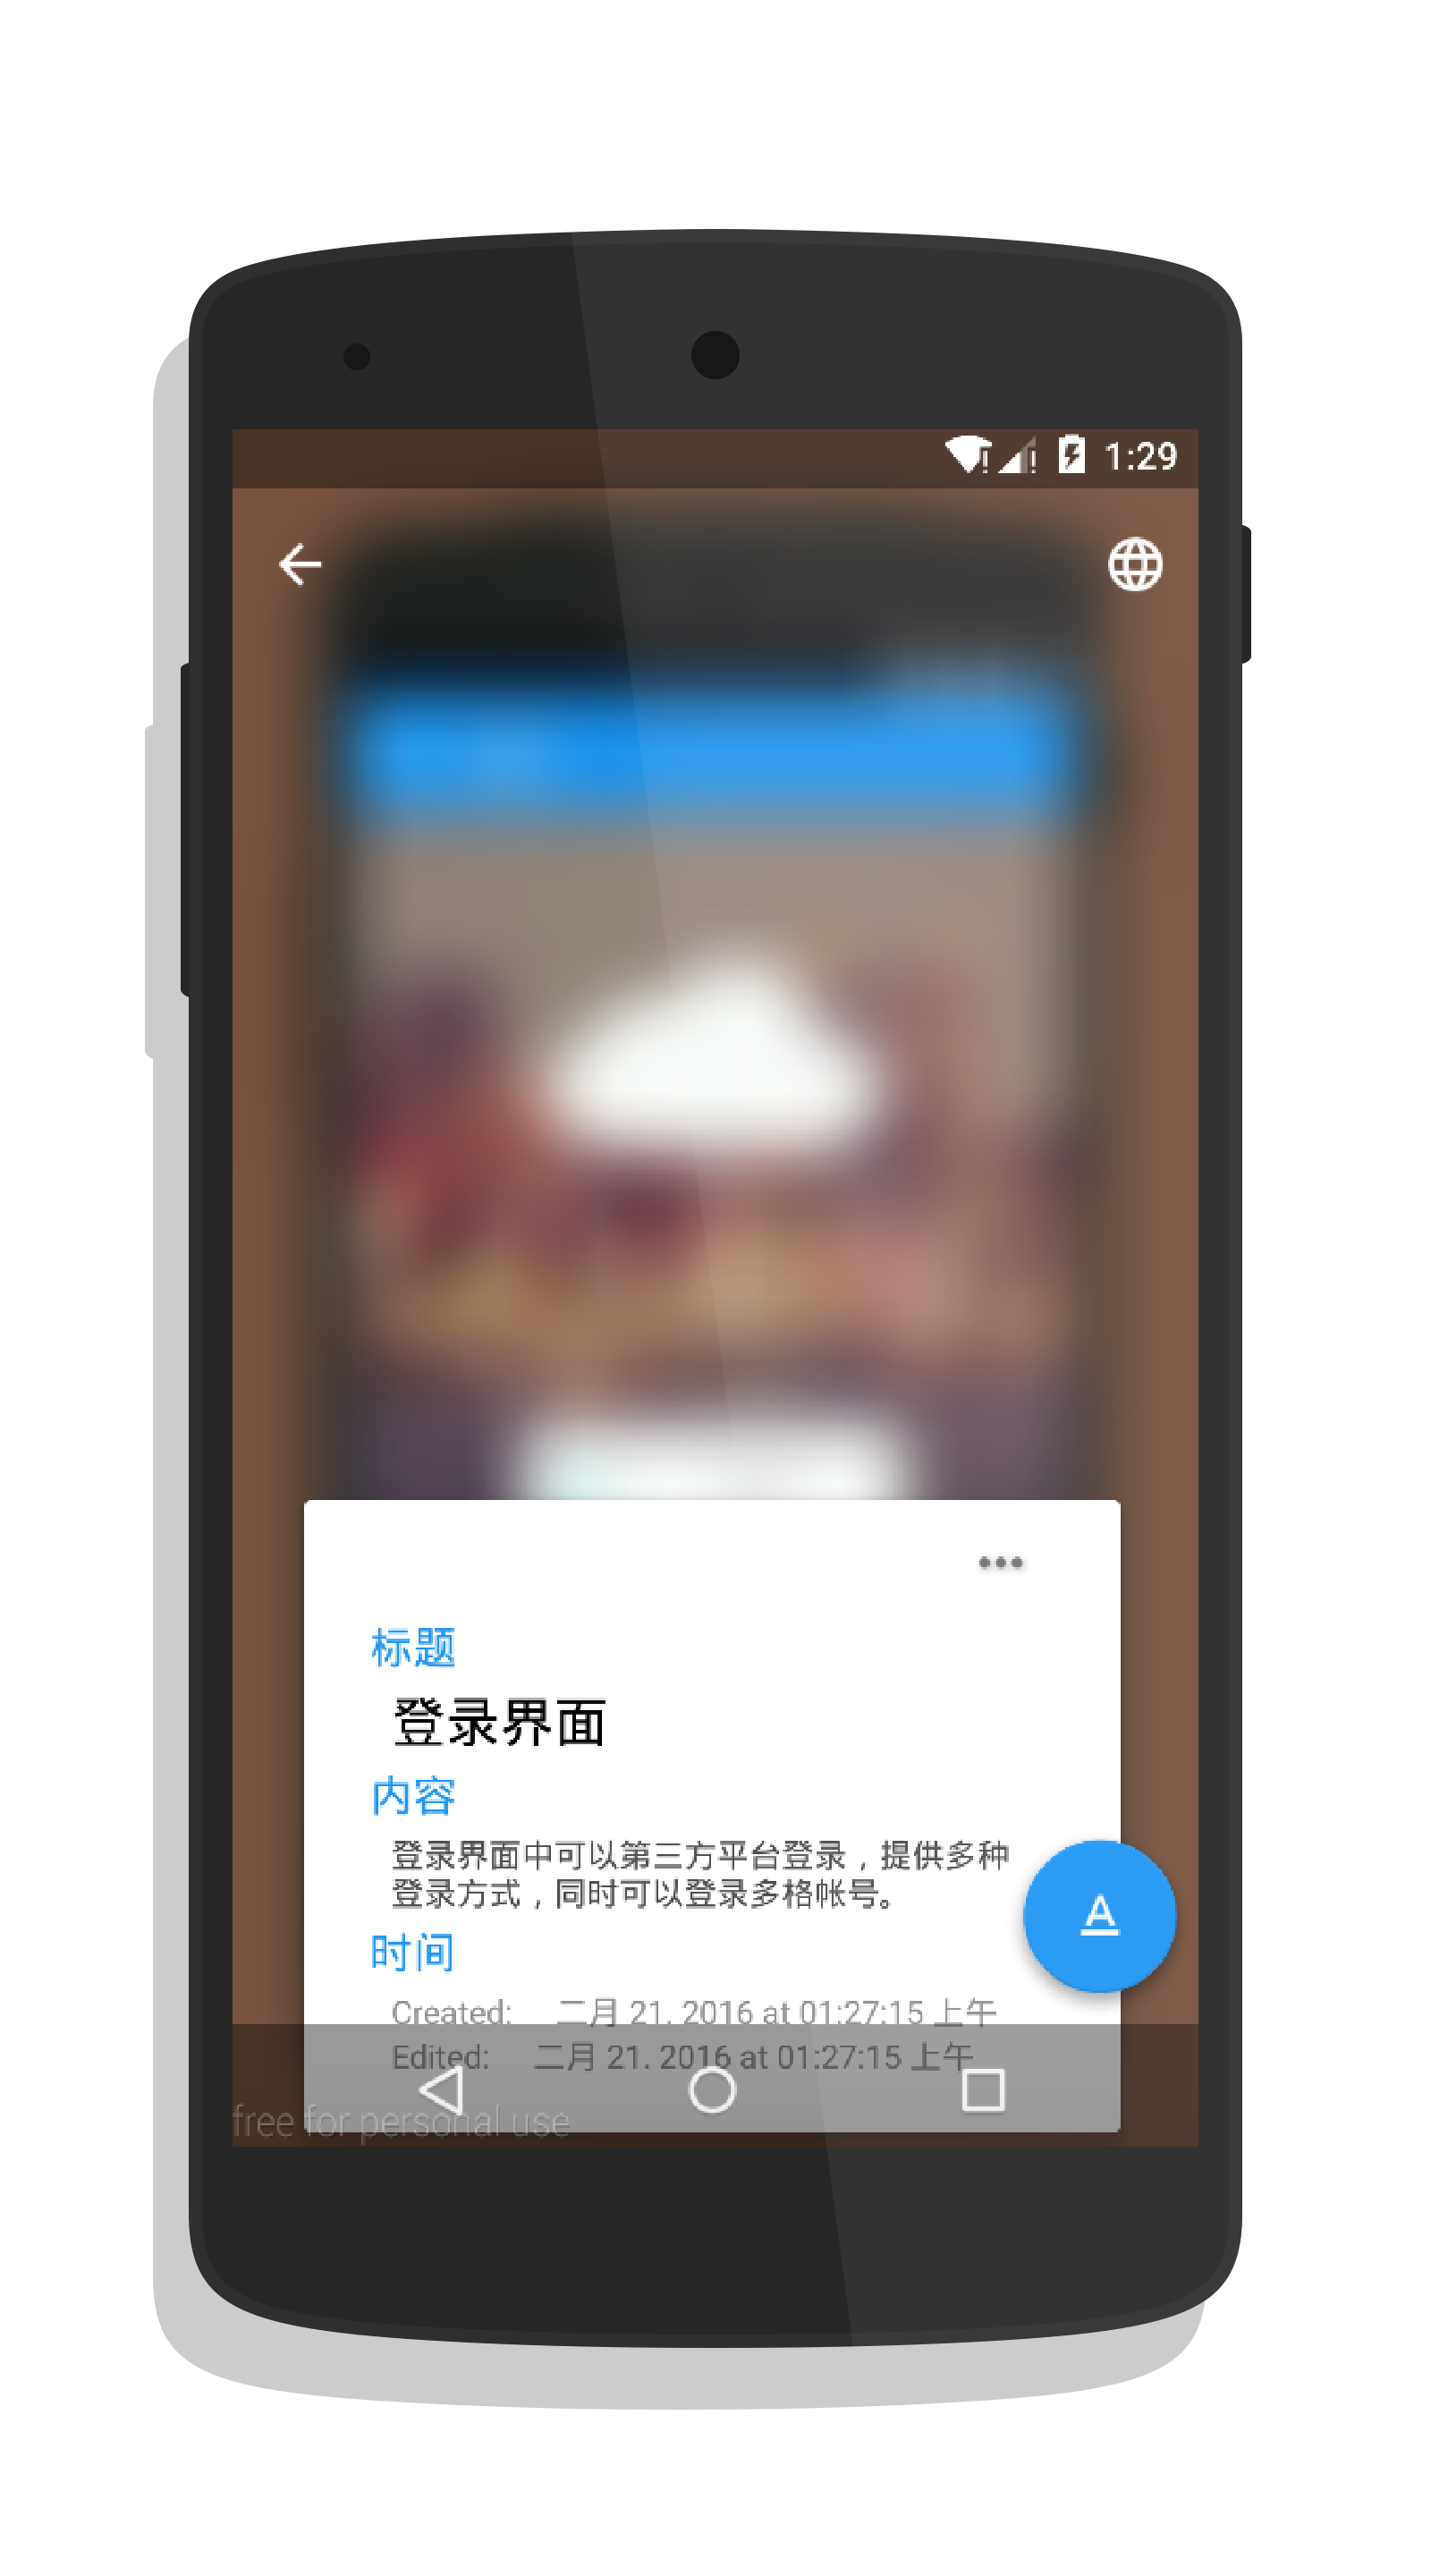 1:29
标题
登录界面
内容
登录界面中可以第三方平台登录，提供多种
登录方式，同时可以登录多格帐号。
时间
Created: 二月 21, 2016 at 01:27:15 上午
Edited: 二月 21, 2016 at 01:27:15 上午
free for personal use
A